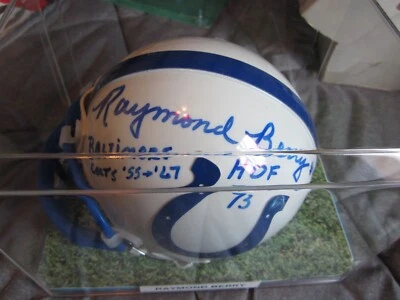 Raymond Berry
BALTIMORE
COLTS '55→'67
HOF
73
RAYMOND BERRY